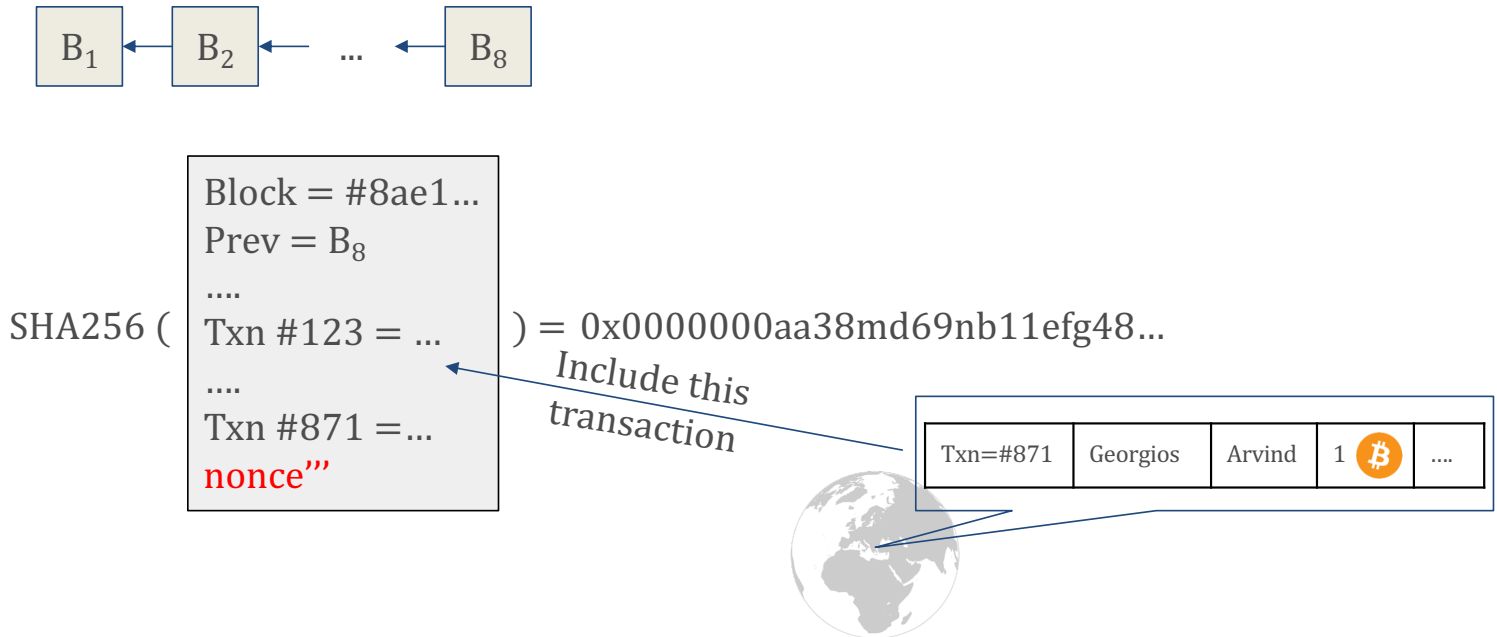 B₁ B₂ ... B₈
Block = #8ae1...
Prev = B₈
....
SHA256 ( Txn #123 = ... ) = 0x0000000aa38md69nb11efg48...
....
Txn #871 =...
nonce’’’
Include this
transaction
Txn=#871 Georgios Arvind 1 ₿ ....